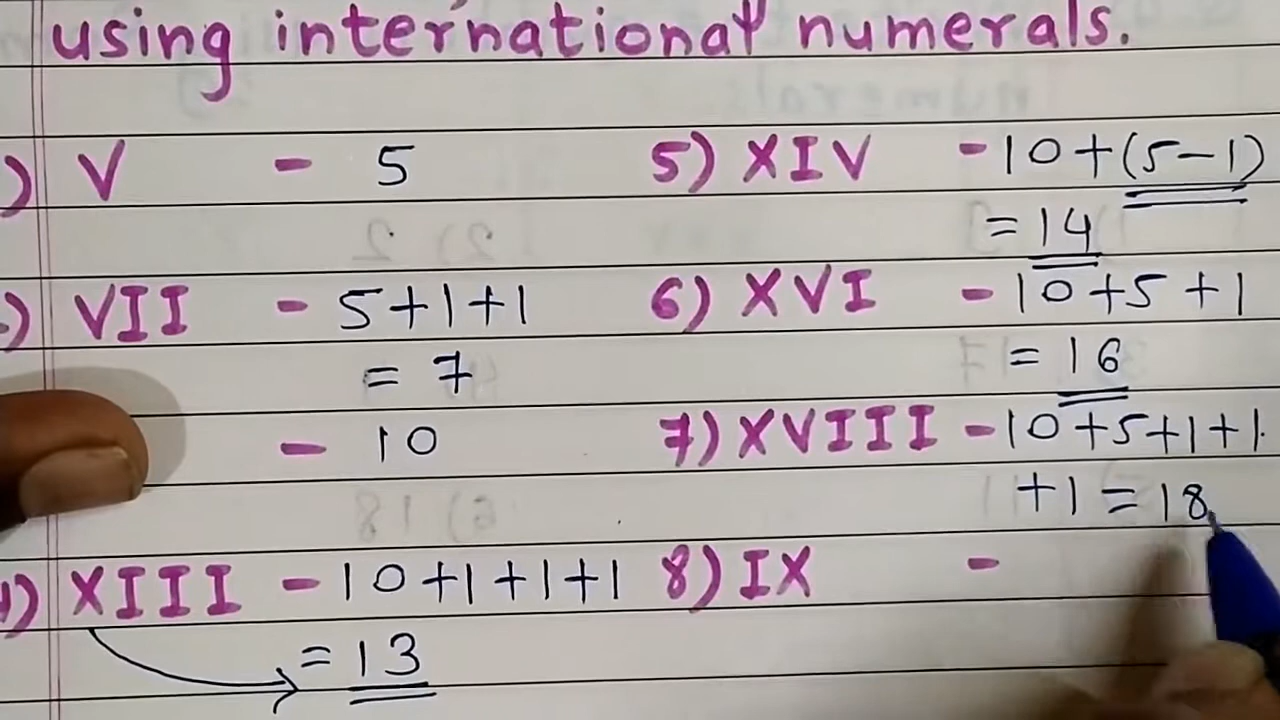 using international numerals.
) V - 5
) VII - 5+1+1
= 7
- 10
) XIII - 10+1+1+1
= 13
5) XIV - 10+(5-1)
= 14
6) XVI - 10+5+1
= 16
7) XVIII - 10+5+1+1
+1 = 18
8) IX -